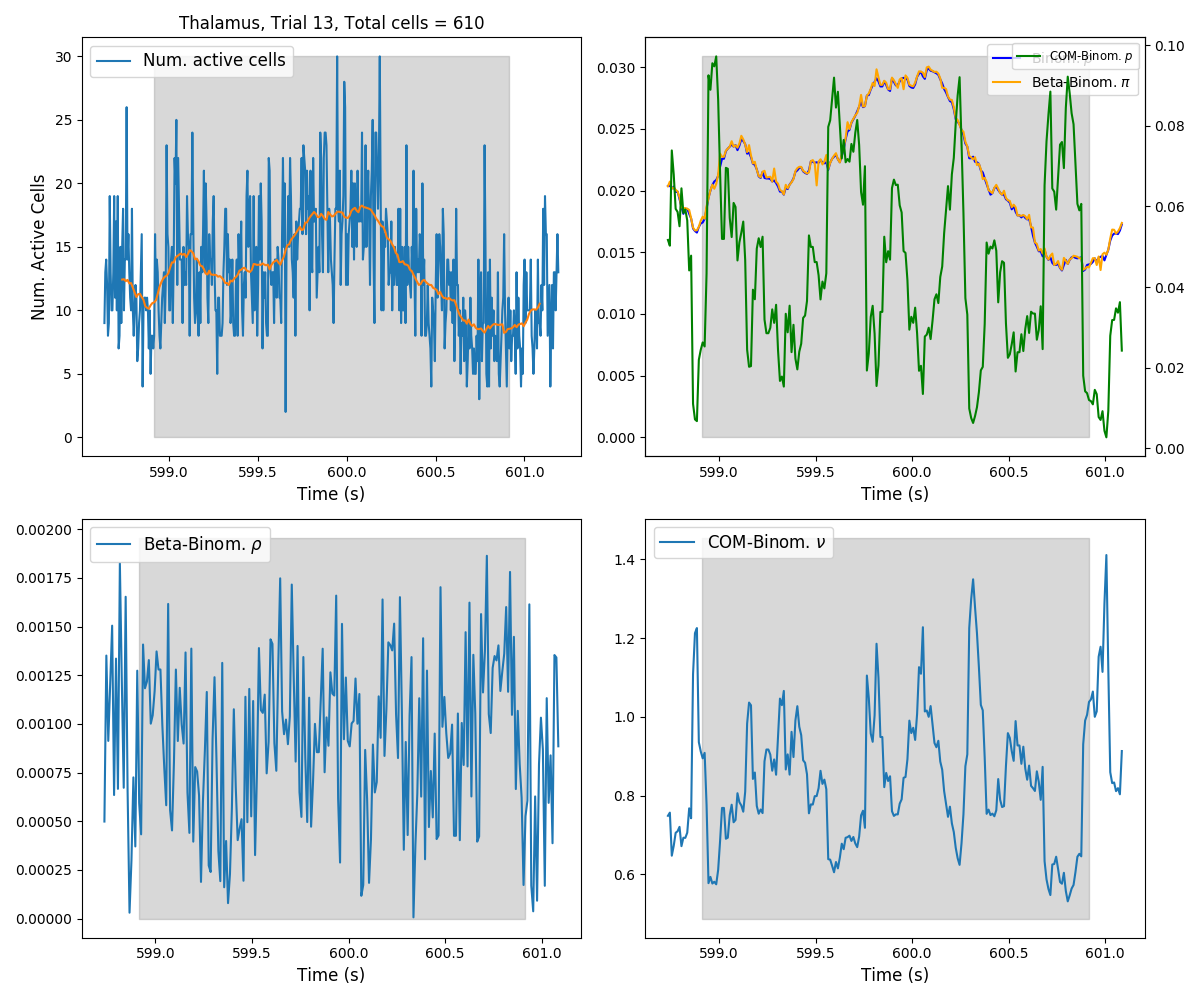 Thalamus, Trial 13, Total cells = 610
Num. Active Cells
30
25
20
15
10
5
0
Num. active cells
599.0 599.5 600.0 600.5 601.0
Time (s)
0.030
0.025
0.020
0.015
0.010
0.005
0.000
COM-Binom. p
Beta-Binom. π
0.10
0.08
0.06
0.04
0.02
0.00
599.0 599.5 600.0 600.5 601.0
Time (s)
0.00200
0.00175
0.00150
0.00125
0.00100
0.00075
0.00050
0.00025
0.00000
Beta-Binom. ρ
599.0 599.5 600.0 600.5 601.0
Time (s)
1.4
1.2
1.0
0.8
0.6
COM-Binom. ν
599.0 599.5 600.0 600.5 601.0
Time (s)